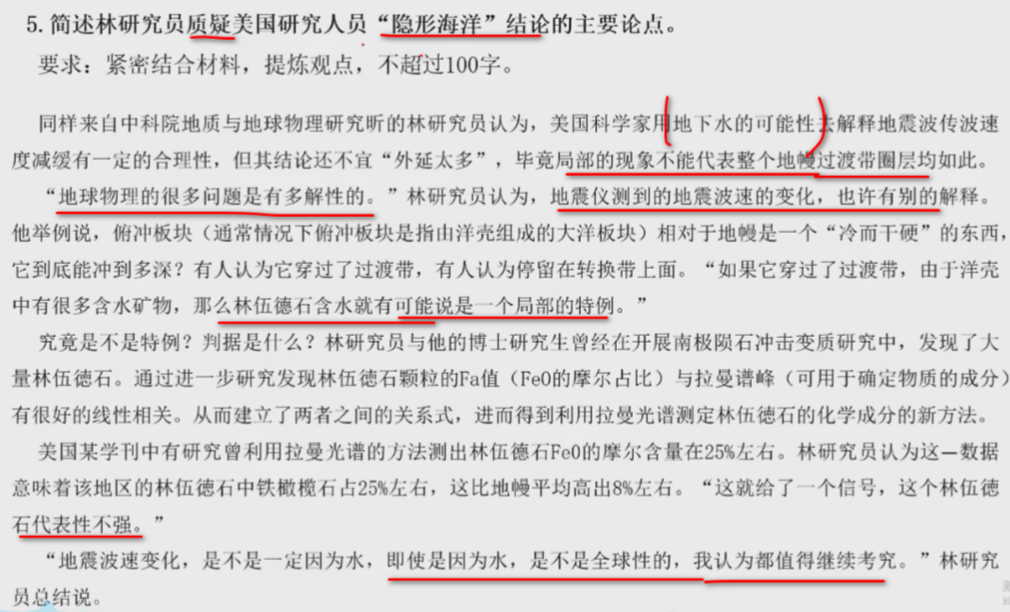 5. 简述林研究员质疑美国研究人员“隐形海洋”结论的主要论点。
要求：紧密结合材料，提炼观点，不超过100字。
同样来自中科院地质与地球物理研究昕的林研究员认为，美国科学家用地下水的可能性去解释地震波传波速
度减缓有一定的合理性，但其结论还不宜“外延太多”，毕竟局部的现象不能代表整个地幔过渡带圈层均如此。
“地球物理的很多问题是有多解性的。”林研究员认为，地震仪测到的地震波速的变化，也许有别的解释。
他举例说，俯冲板块（通常情况下俯冲板块是指由洋壳组成的大洋板块）相对于地幔是一个“冷而干硬”的东西，
它到底能冲到多深？有人认为它穿过了过渡带，有人认为停留在转换带上面。“如果它穿过了过渡带，由于洋壳
中有很多含水矿物，那么林伍德石含水就有可能说是一个局部的特例。”
究竟是不是特例？判据是什么？林研究员与他的博士研究生曾经在开展南极陨石冲击变质研究中，发现了大
量林伍德石。通过进一步研究发现林伍德石颗粒的Fa值（FeO的摩尔占比）与拉曼谱峰（可用于确定物质的成分）
有很好的线性相关。从而建立了两者之间的关系式，进而得到利用拉曼光谱测定林伍德石的化学成分的新方法。
美国某学刊中有研究曾利用拉曼光谱的方法测出林伍德石FeO的摩尔含量在25%左右。林研究员认为这一数据
意味着该地区的林伍德石中铁橄榄石占25%左右，这比地幔平均高出8%左右。“这就给了一个信号，这个林伍德
石代表性不强。”
“地震波速变化，是不是一定因为水，即使是因为水，是不是全球性的，我认为都值得继续考究。”林研究
员总结说。